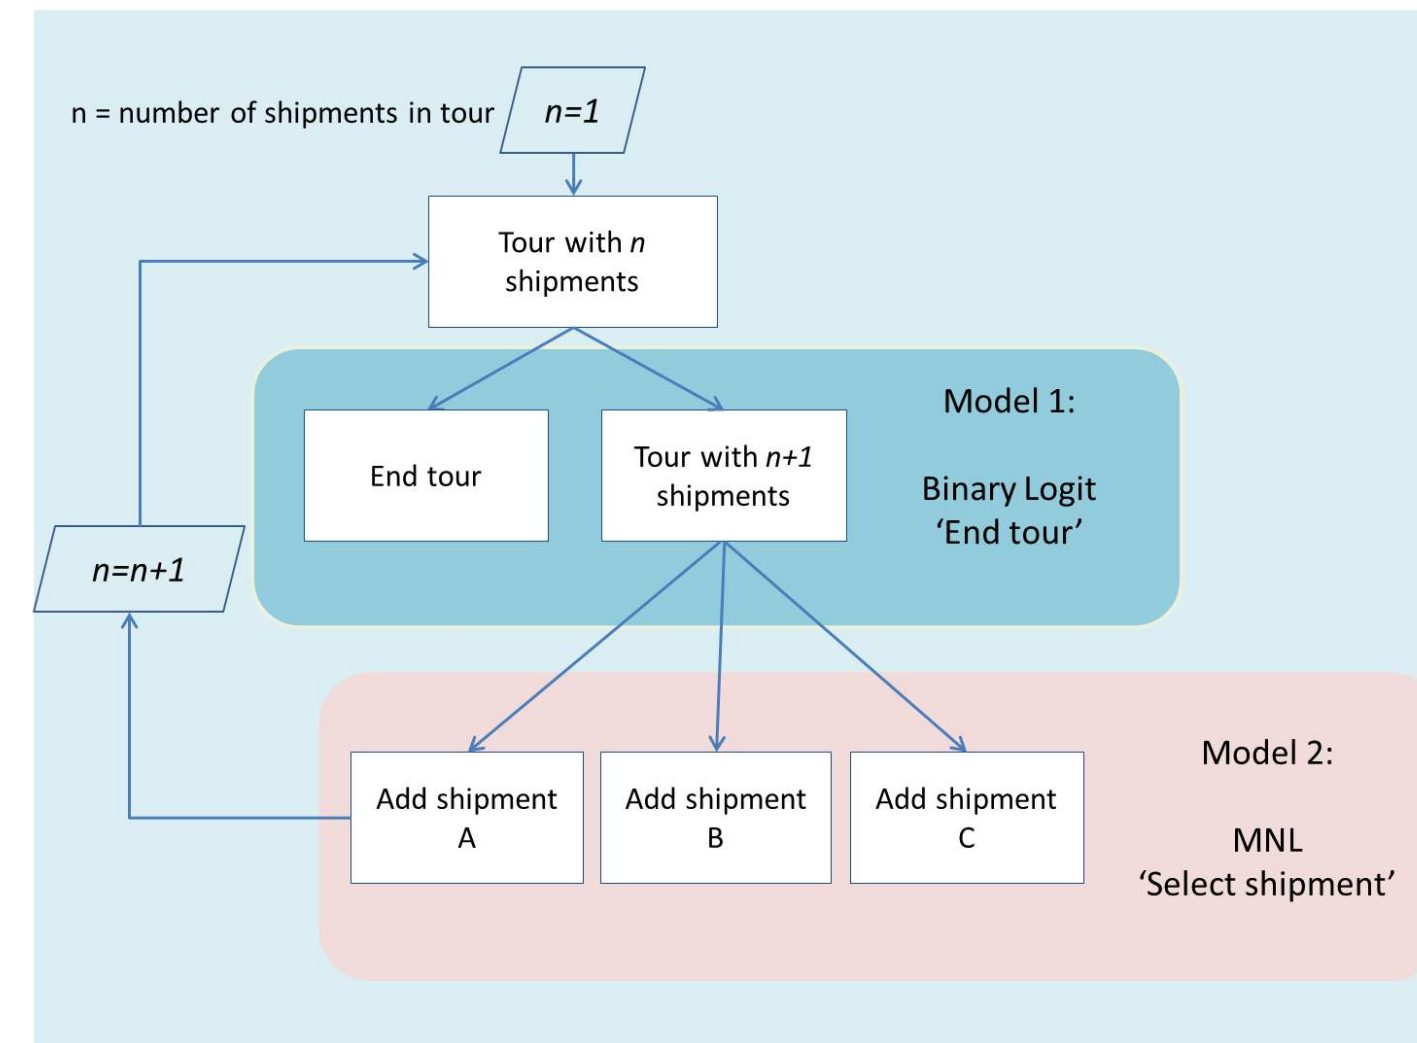 n = number of shipments in tour
n=1
Tour with n
shipments
End tour
Tour with n+1
shipments
Model 1:
Binary Logit
‘End tour’
n=n+1
Add shipment
A
Add shipment
B
Add shipment
C
Model 2:
MNL
‘Select shipment’